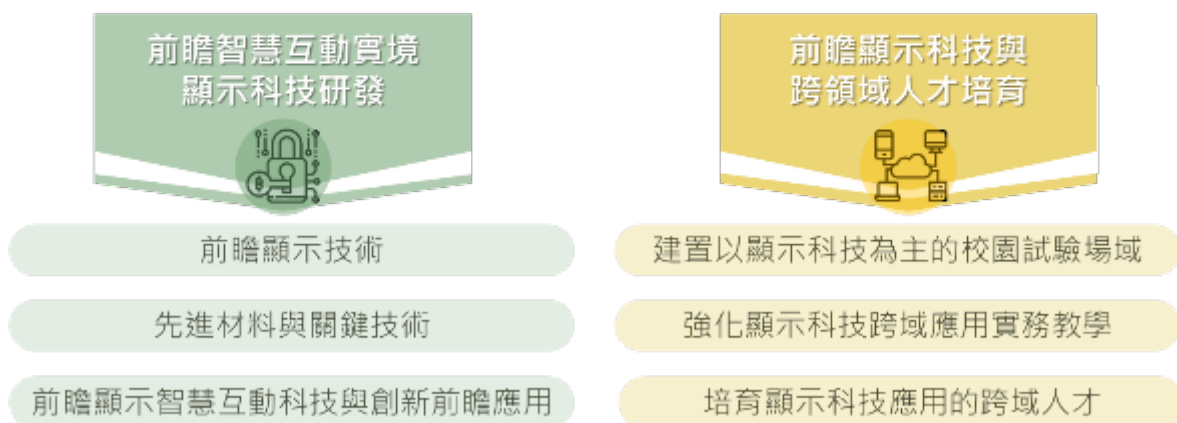 前瞻智慧互動實境
顯示科技研發
前瞻顯示技術
先進材料與關鍵技術
前瞻顯示智慧互動科技與創新前瞻應用
前瞻顯示科技與
跨領域人才培育
建置以顯示科技為主的校園試驗場域
強化顯示科技跨域應用實務教學
培育顯示科技應用的跨域人才